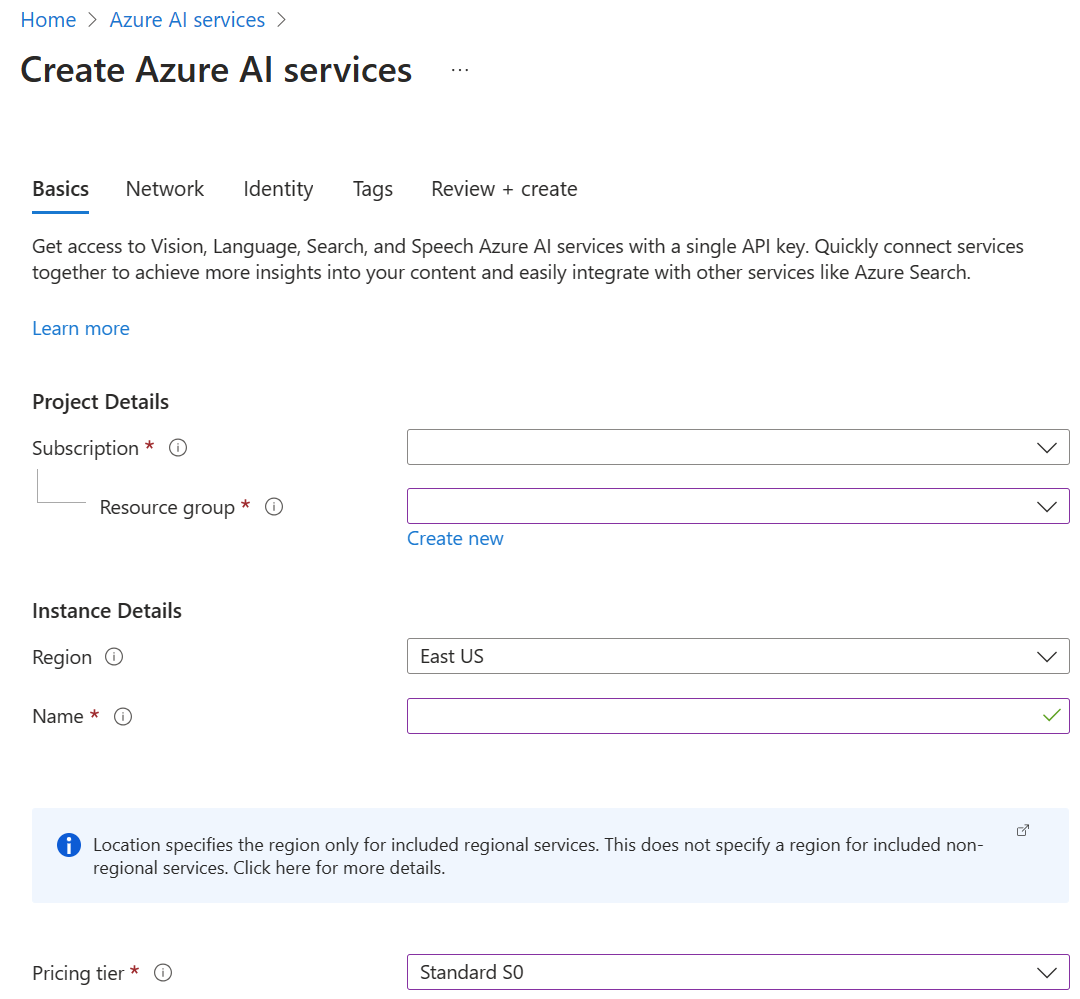 Home > Azure AI services >
Create Azure AI services ...
Basics Network Identity Tags Review + create
Get access to Vision, Language, Search, and Speech Azure AI services with a single API key. Quickly connect services
together to achieve more insights into your content and easily integrate with other services like Azure Search.
Learn more
Project Details
Subscription *
Resource group *
Create new
Instance Details
Region East US
Name *
Location specifies the region only for included regional services. This does not specify a region for included non-
regional services. Click here for more details.
Pricing tier * Standard S0